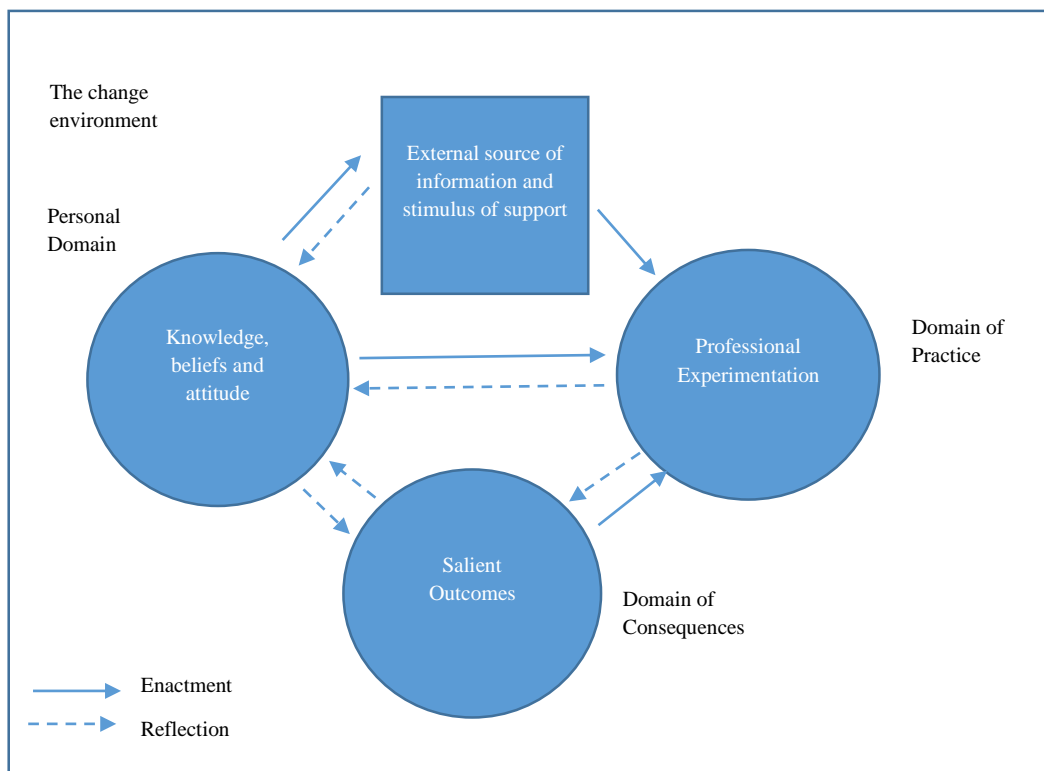 The change
environment
External source of
information and
stimulus of support
Personal
Domain
Knowledge,
beliefs and
attitude
Professional
Experimentation
Domain of
Practice
Salient
Outcomes
Domain of
Consequences
Enactment
Reflection